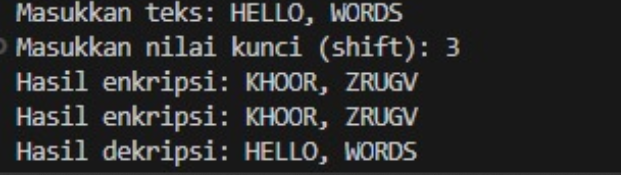 Masukkan teks: HELLO, WORDS
Masukkan nilai kunci (shift): 3
Hasil enkripsi: KHOOR, ZRUGV
Hasil enkripsi: KHOOR, ZRUGV
Hasil dekripsi: HELLO, WORDS